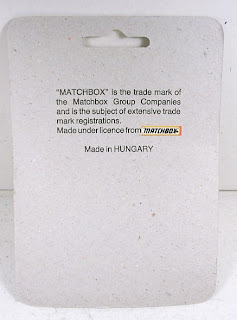 "MATCHBOX" is the trade mark of
the Matchbox Group Companies
and is the subject of extensive trade
mark registrations.
Made under licence from MATCHBOX
Made in HUNGARY